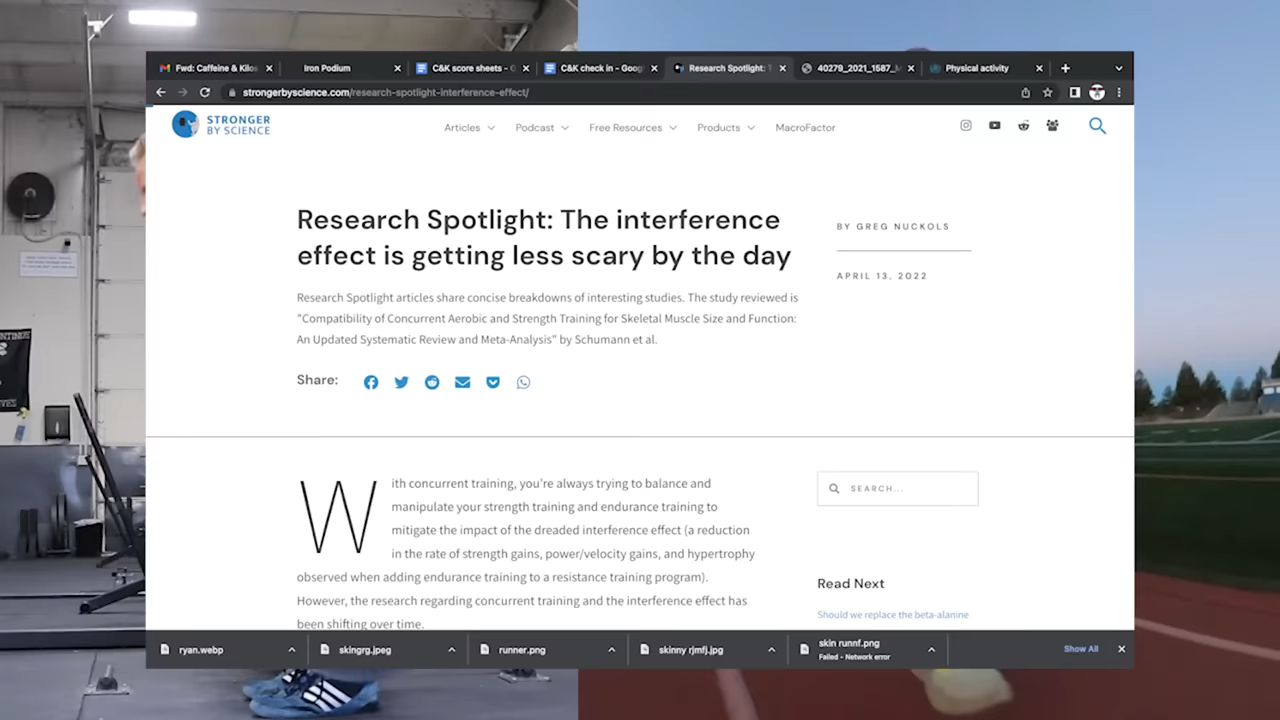 Fwd: Caffeine & Kilos
Iron Podium
C&K score sheets - G
C&K check in - Goog
Research Spotlight: T
40279_2021_1587_
Physical activity
strongerbyscience.com/research-spotlight-interference-effect/
STRONGER
BY SCIENCE
Articles
Podcast
Free Resources
Products
MacroFactor
Research Spotlight: The interference
effect is getting less scary by the day
BY GREG NUCKOLS
APRIL 13, 2022
Research Spotlight articles share concise breakdowns of interesting studies. The study reviewed is
"Compatibility of Concurrent Aerobic and Strength Training for Skeletal Muscle Size and Function:
An Updated Systematic Review and Meta-Analysis" by Schumann et al.
Share:
With concurrent training, you're always trying to balance and
manipulate your strength training and endurance training to
mitigate the impact of the dreaded interference effect (a reduction
in the rate of strength gains, power/velocity gains, and hypertrophy
observed when adding endurance training to a resistance training program).
However, the research regarding concurrent training and the interference effect has
been shifting over time.
SEARCH...
Read Next
Should we replace the beta-alanine
ryan.webp
skingrg.jpeg
runner.png
skinny rjmfj.jpg
skin runnf.png
Failed - Network error
Show All